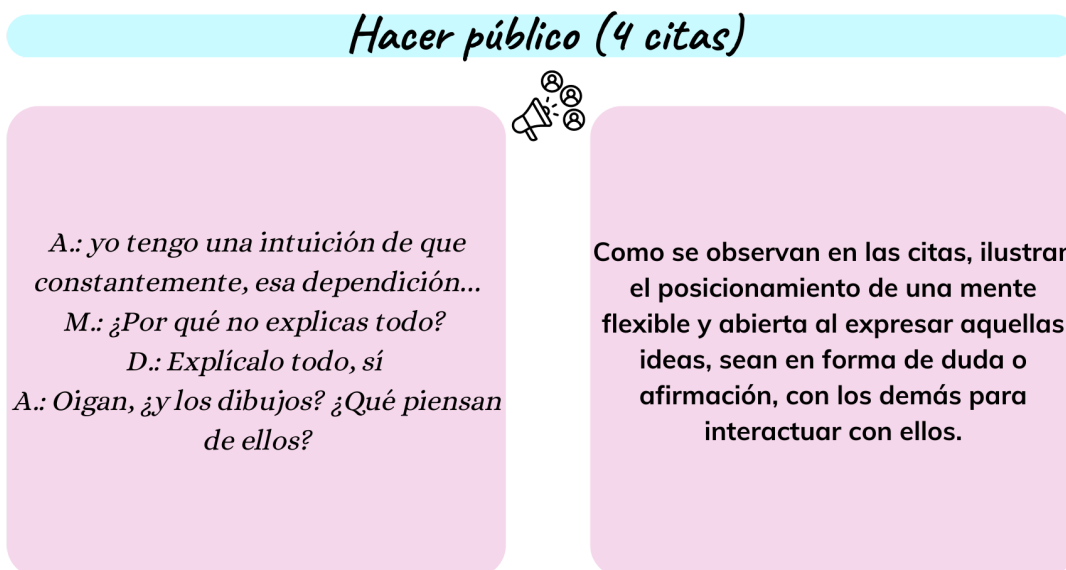 Hacer público (4 citas)
A.: yo tengo una intuición de que
constantemente, esa dependición...
M.: ¿Por qué no explicas todo?
D.: Explícalo todo, sí
A.: Oigan, ¿y los dibujos? ¿Qué piensan
de ellos?
Como se observan en las citas, ilustran
el posicionamiento de una mente
flexible y abierta al expresar aquellas
ideas, sean en forma de duda o
afirmación, con los demás para
interactuar con ellos.